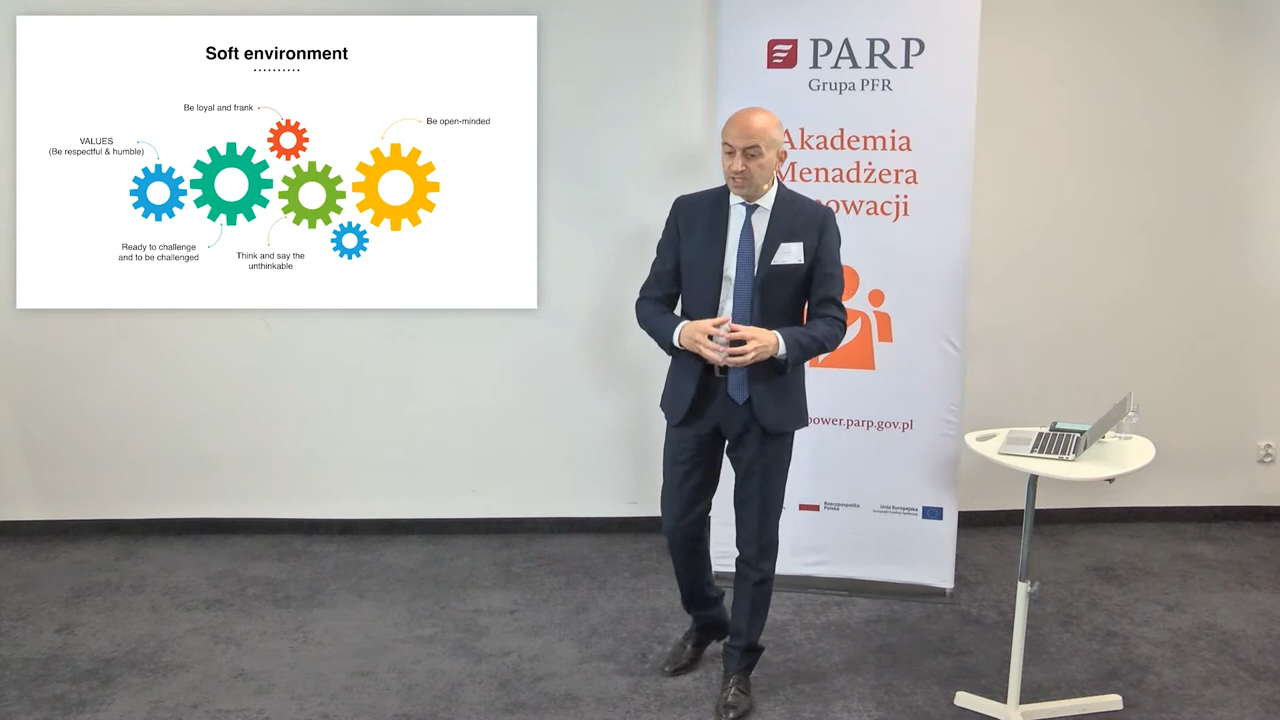 Soft environment
Be loyal and frank
Be open-minded
VALUES
(Be respectful & humble)
Ready to challenge
and to be challenged
Think and say the
unthinkable
PARP
Grupa PFR
Akademia
Menadżera
owacji
power.parp.gov.pl
Rzeczpospolita
Polska
Unia Europejska